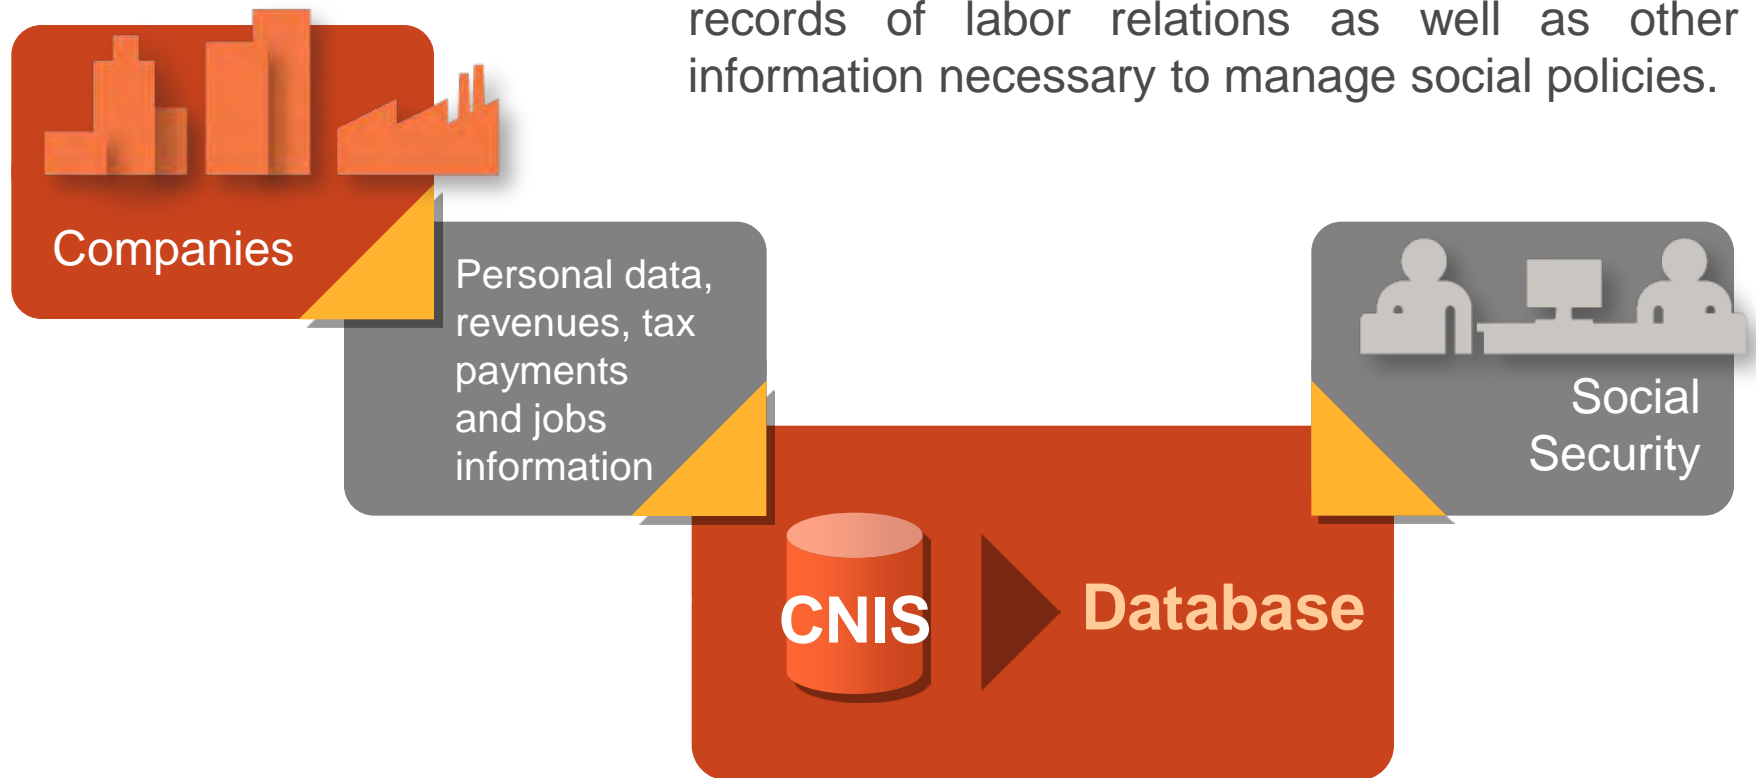 records of labor relations as well as other
information necessary to manage social policies.
Companies
Personal data,
revenues, tax
payments
and jobs
information
Social
Security
CNIS
Database